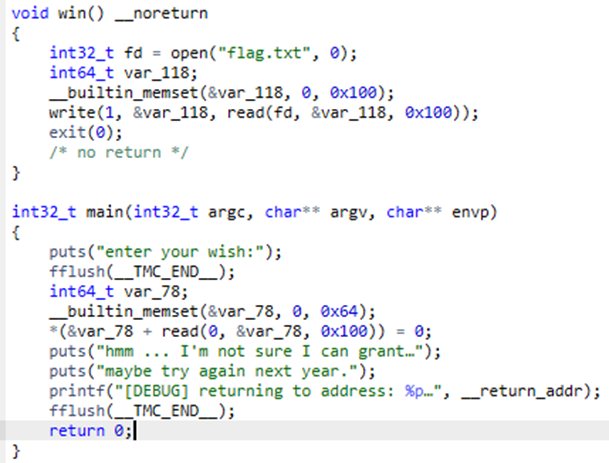 void win() __noreturn
{
    int32_t fd = open("flag.txt", 0);
    int64_t var_118;
    __builtin_memset(&var_118, 0, 0x100);
    write(1, &var_118, read(fd, &var_118, 0x100));
    exit(0);
    /* no return */
}
int32_t main(int32_t argc, char** argv, char** envp)
{
    puts("enter your wish:");
    fflush(__TMC_END__);
    int64_t var_78;
    __builtin_memset(&var_78, 0, 0x64);
    *(&var_78 + read(0, &var_78, 0x100)) = 0;
    puts("hmm ... I'm not sure I can grant…");
    puts("maybe try again next year.");
    printf("[DEBUG] returning to address: %p…", __return_addr);
    fflush(__TMC_END__);
    return 0;
}